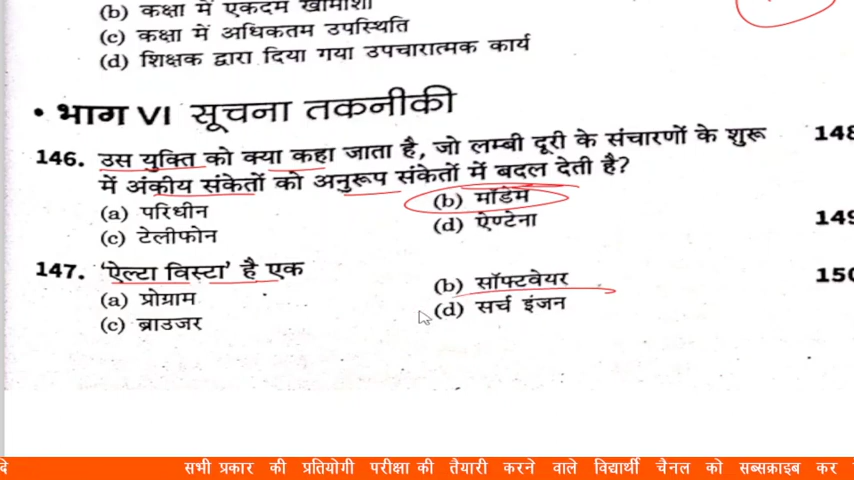 (b) कक्षा में एकदम खामोशी
(c) कक्षा में अधिकतम उपस्थिति
(d) शिक्षक द्वारा दिया गया उपचारात्मक कार्य
• भाग VI सूचना तकनीकी
146. उस युक्ति को क्या कहा जाता है, जो लम्बी दूरी के संचारणों के शुरू
में अंकीय संकेतों को अनुरूप संकेतों में बदल देती है?
(a) परिधीन (b) मॉडेम
(c) टेलीफोन (d) ऐण्टेना
147. ‘ऐल्टा विस्टा’ है एक
(a) प्रोग्राम (b) सॉफ्टवेयर
(c) ब्राउजर (d) सर्च इंजन
148
149
150
दि सभी प्रकार की प्रतियोगी परीक्षा की तैयारी करने वाले विद्यार्थी चैनल को सब्सक्राइब कर